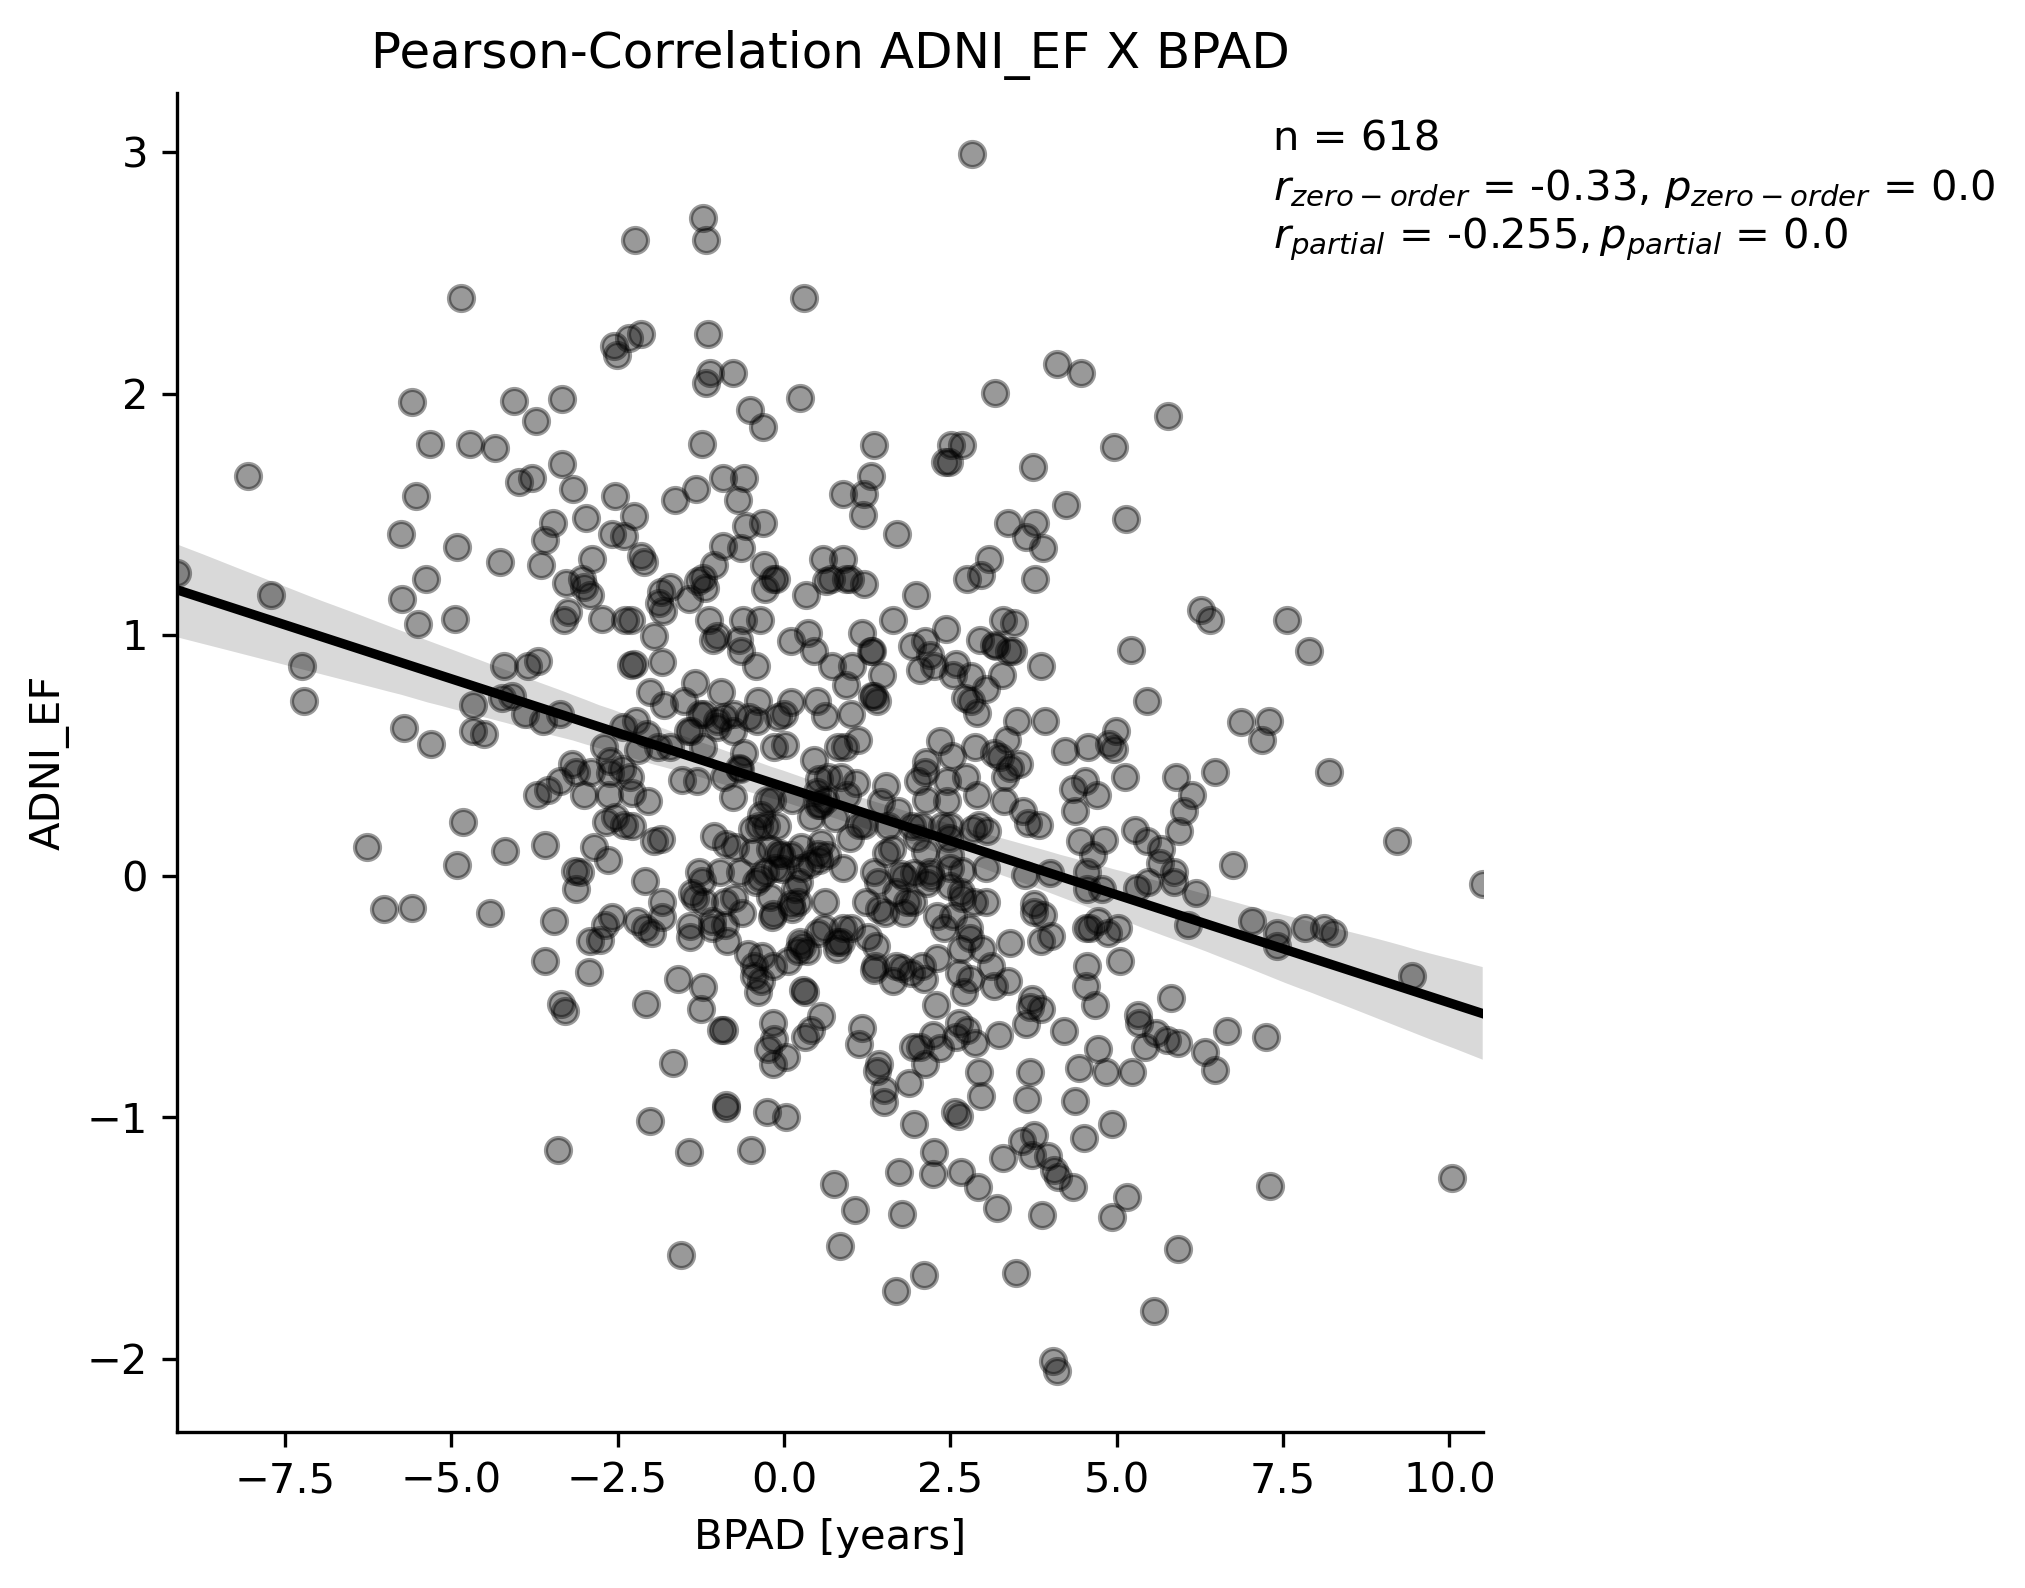 Pearson-Correlation ADNI_EF X BPAD
n = 618
r_zero−order = -0.33, p_zero−order = 0.0
r_partial = -0.255, p_partial = 0.0
3
2
1
0
−1
−2
ADNI_EF
−7.5 −5.0 −2.5 0.0 2.5 5.0 7.5 10.0
BPAD [years]